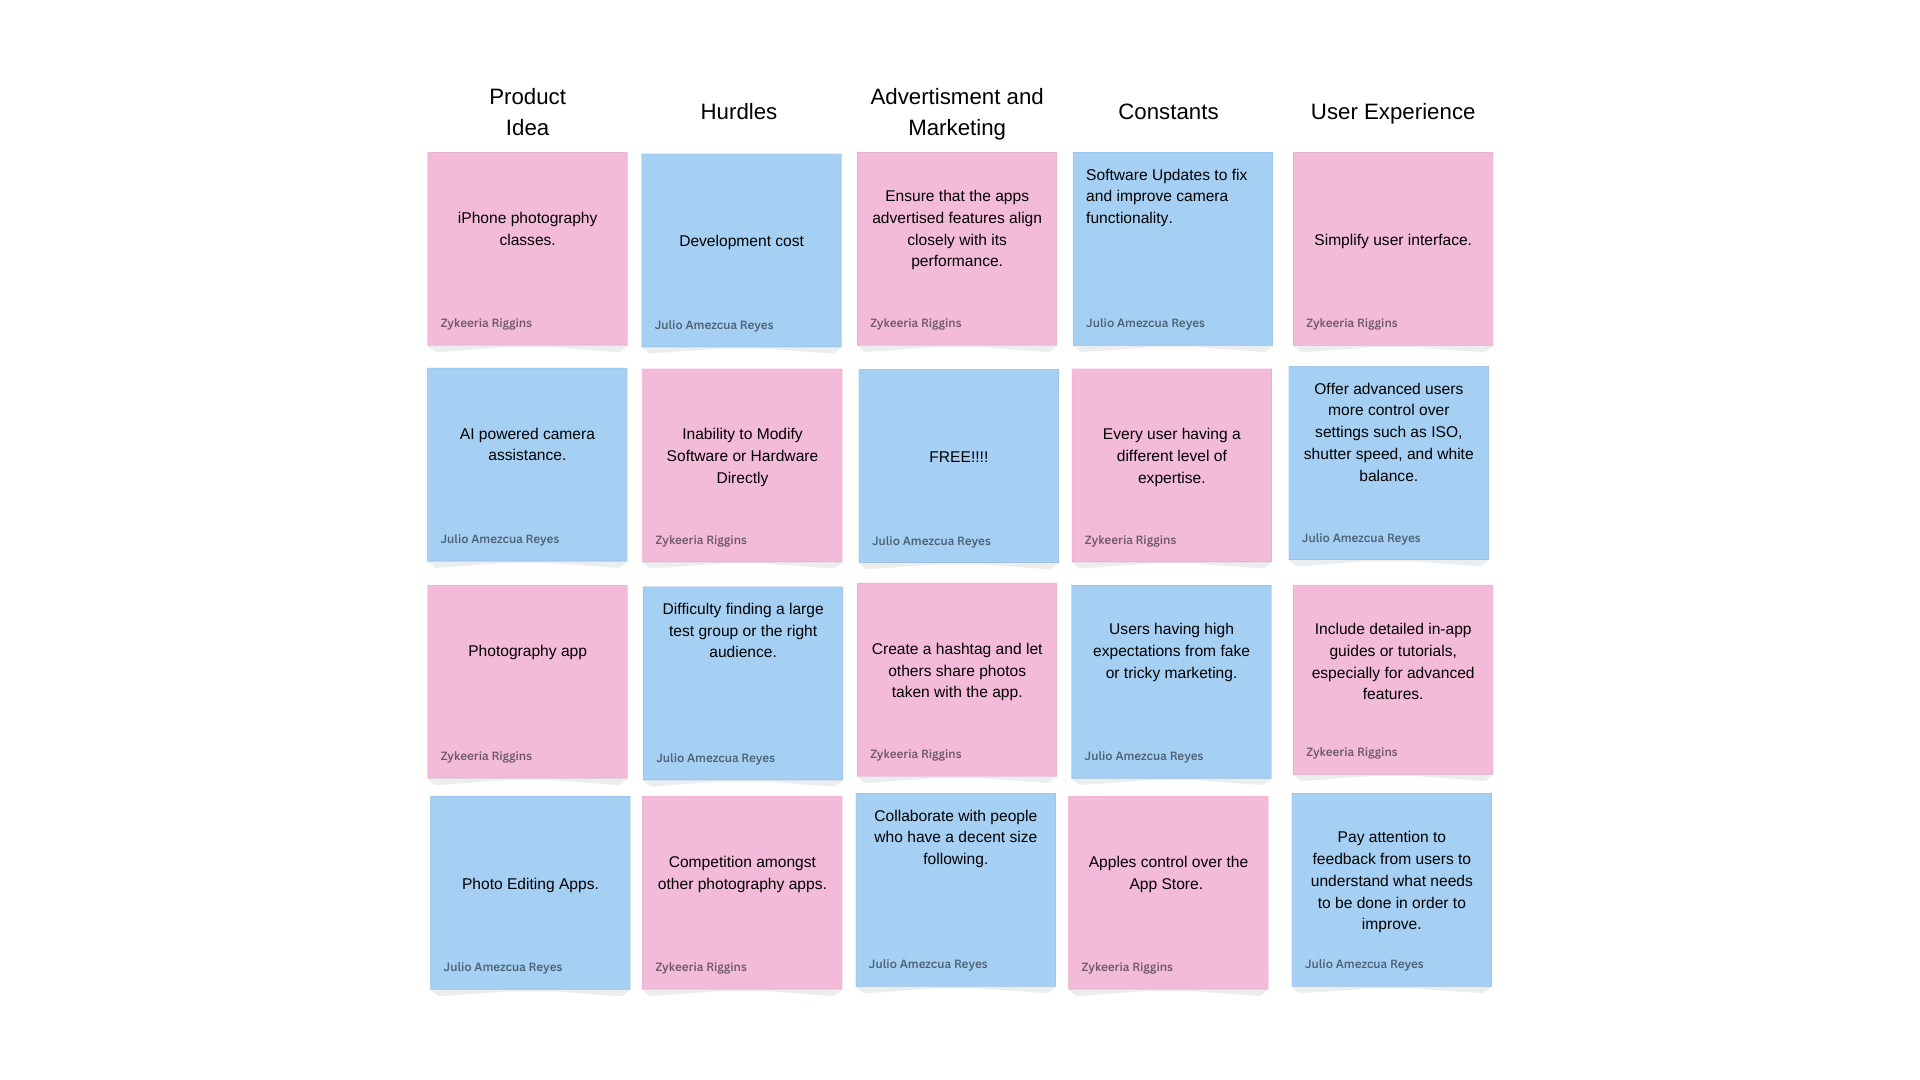 Product
Idea
Hurdles
Advertisment and
Marketing
Constants
User Experience
iPhone photography
classes.
Zykeeria Riggins
Development cost
Julio Amezcua Reyes
Ensure that the apps
advertised features align
closely with its
performance.
Zykeeria Riggins
Software Updates to fix
and improve camera
functionality.
Julio Amezcua Reyes
Simplify user interface.
Zykeeria Riggins
AI powered camera
assistance.
Julio Amezcua Reyes
Inability to Modify
Software or Hardware
Directly
Zykeeria Riggins
FREE!!!!
Julio Amezcua Reyes
Every user having a
different level of
expertise.
Zykeeria Riggins
Offer advanced users
more control over
settings such as ISO,
shutter speed, and white
balance.
Julio Amezcua Reyes
Photography app
Zykeeria Riggins
Difficulty finding a large
test group or the right
audience.
Julio Amezcua Reyes
Create a hashtag and let
others share photos
taken with the app.
Zykeeria Riggins
Users having high
expectations from fake
or tricky marketing.
Julio Amezcua Reyes
Include detailed in-app
guides or tutorials,
especially for advanced
features.
Zykeeria Riggins
Photo Editing Apps.
Julio Amezcua Reyes
Competition amongst
other photography apps.
Zykeeria Riggins
Collaborate with people
who have a decent size
following.
Julio Amezcua Reyes
Apples control over the
App Store.
Zykeeria Riggins
Pay attention to
feedback from users to
understand what needs
to be done in order to
improve.
Julio Amezcua Reyes